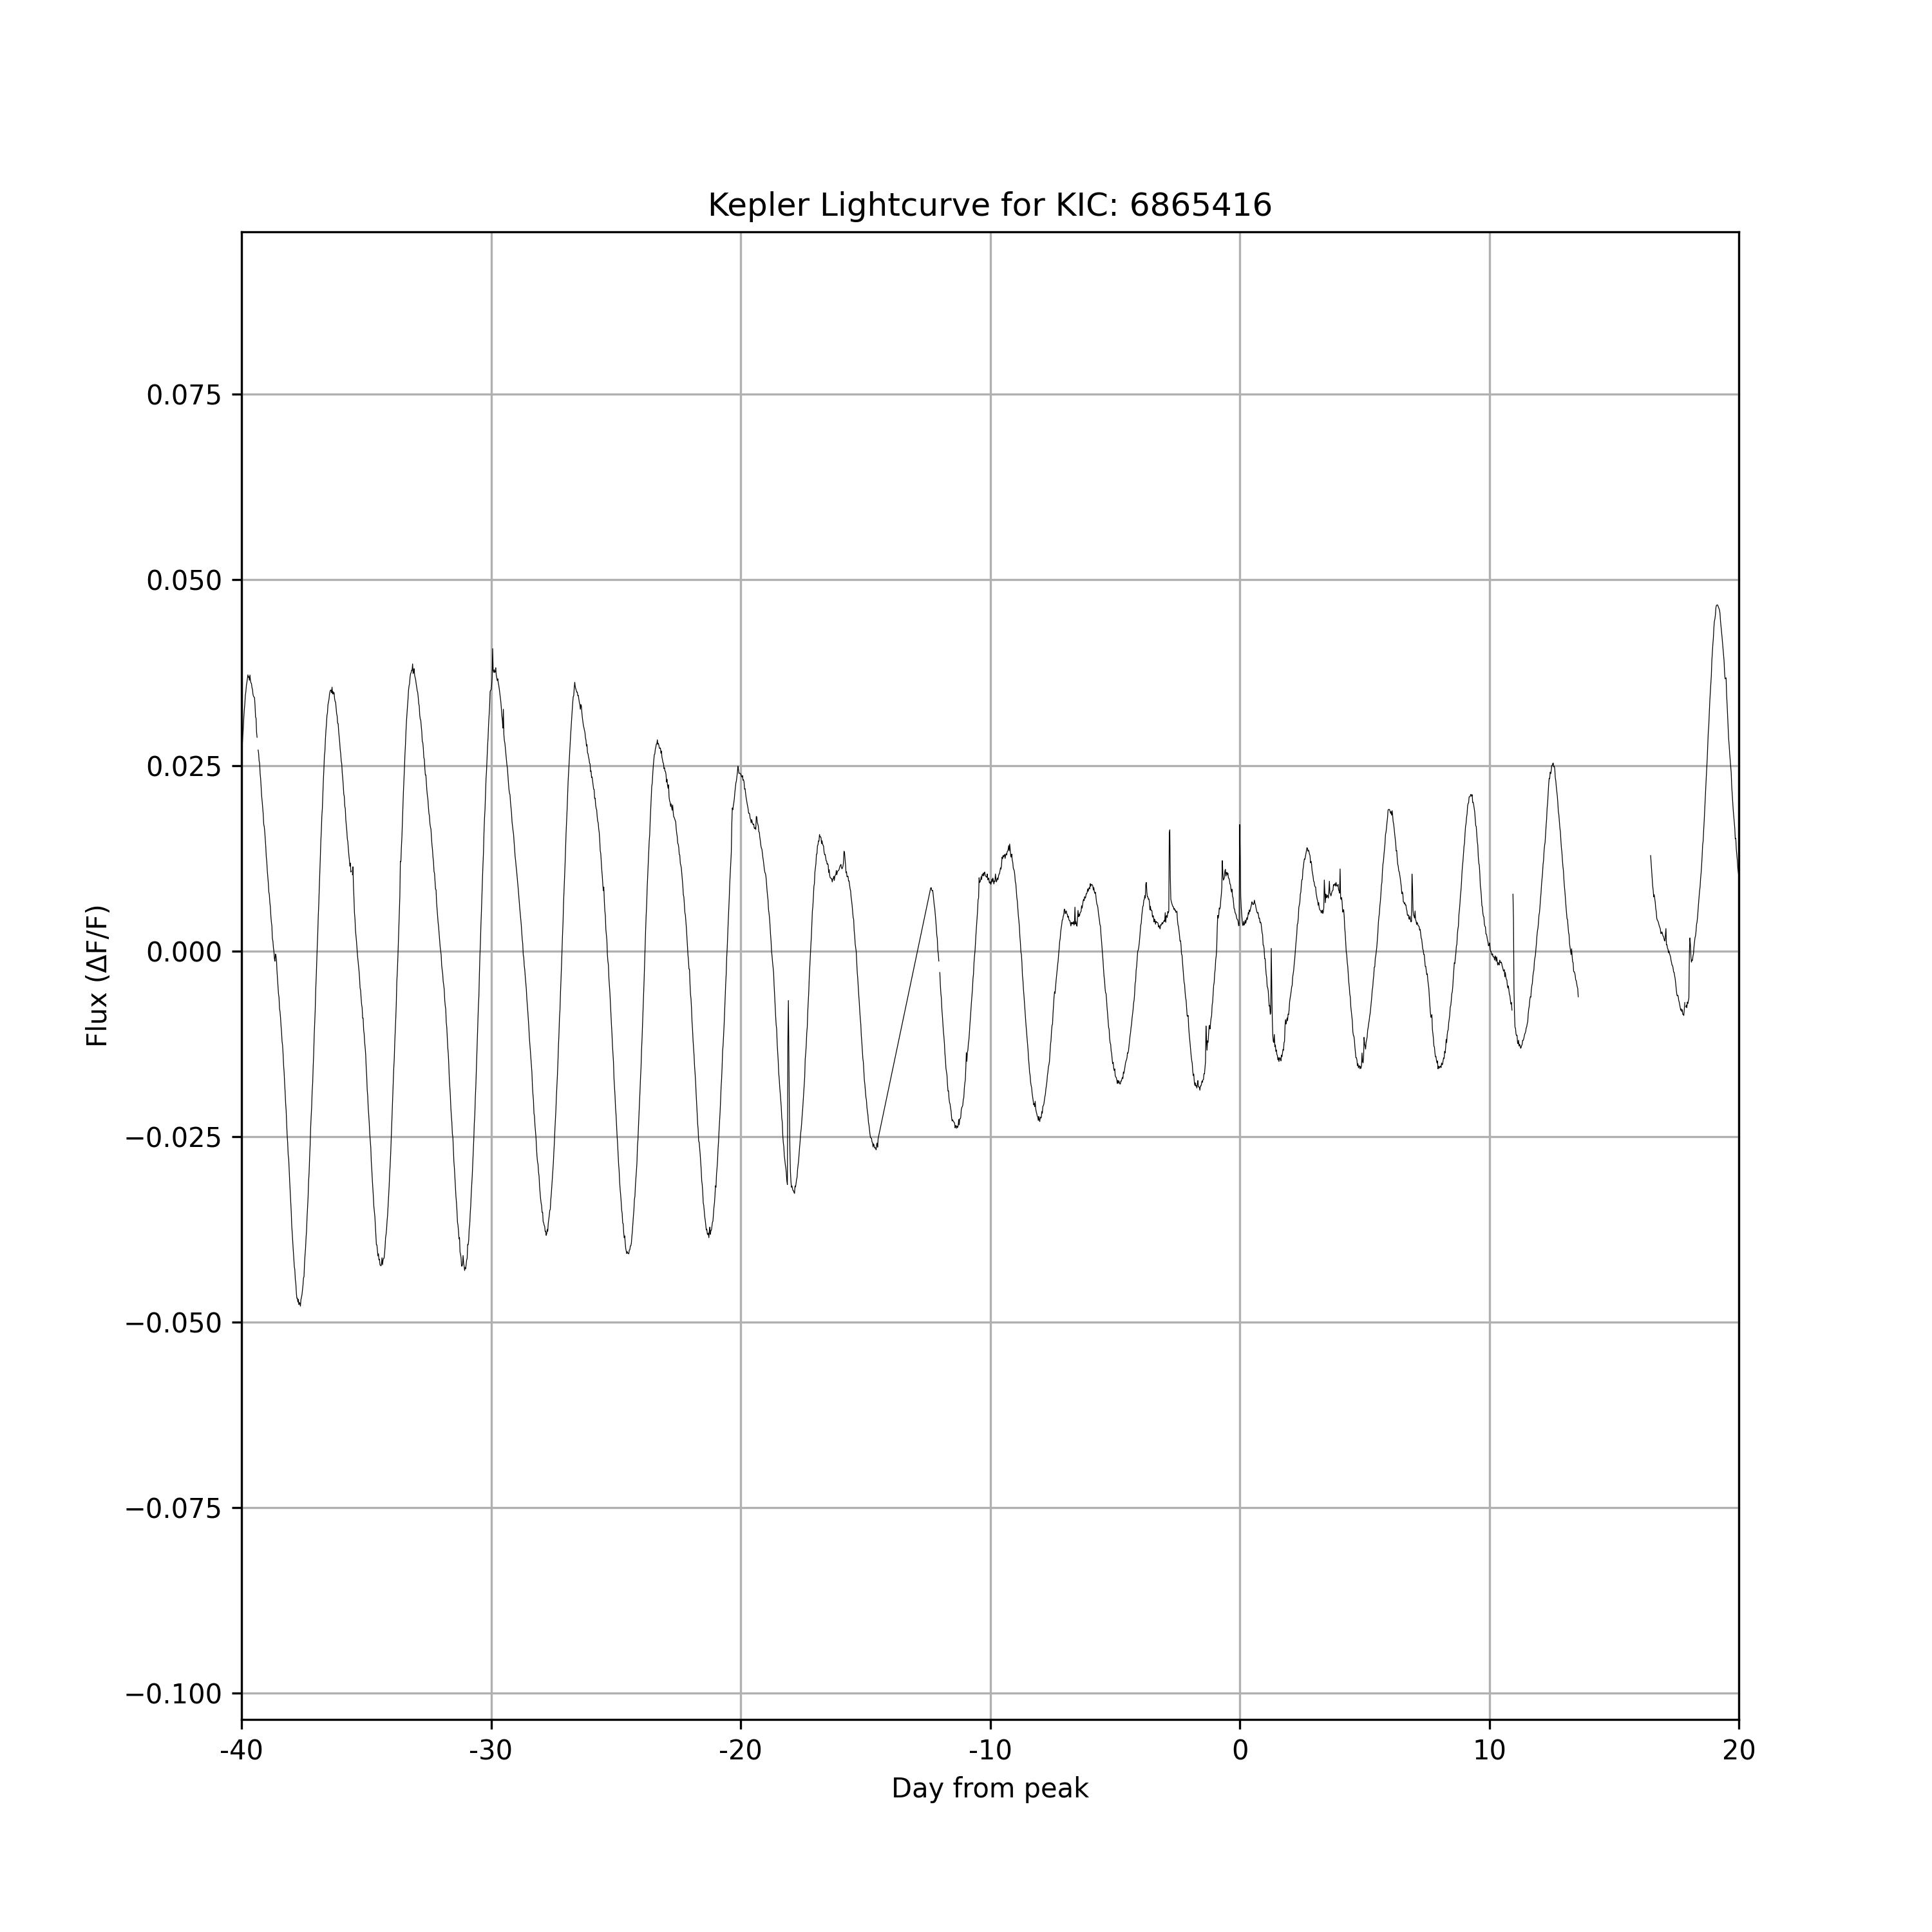 Kepler Lightcurve for KIC: 6865416
Flux (ΔF/F)
0.075
0.050
0.025
0.000
−0.025
−0.050
−0.075
−0.100
-40 -30 -20 -10 0 10 20
Day from peak